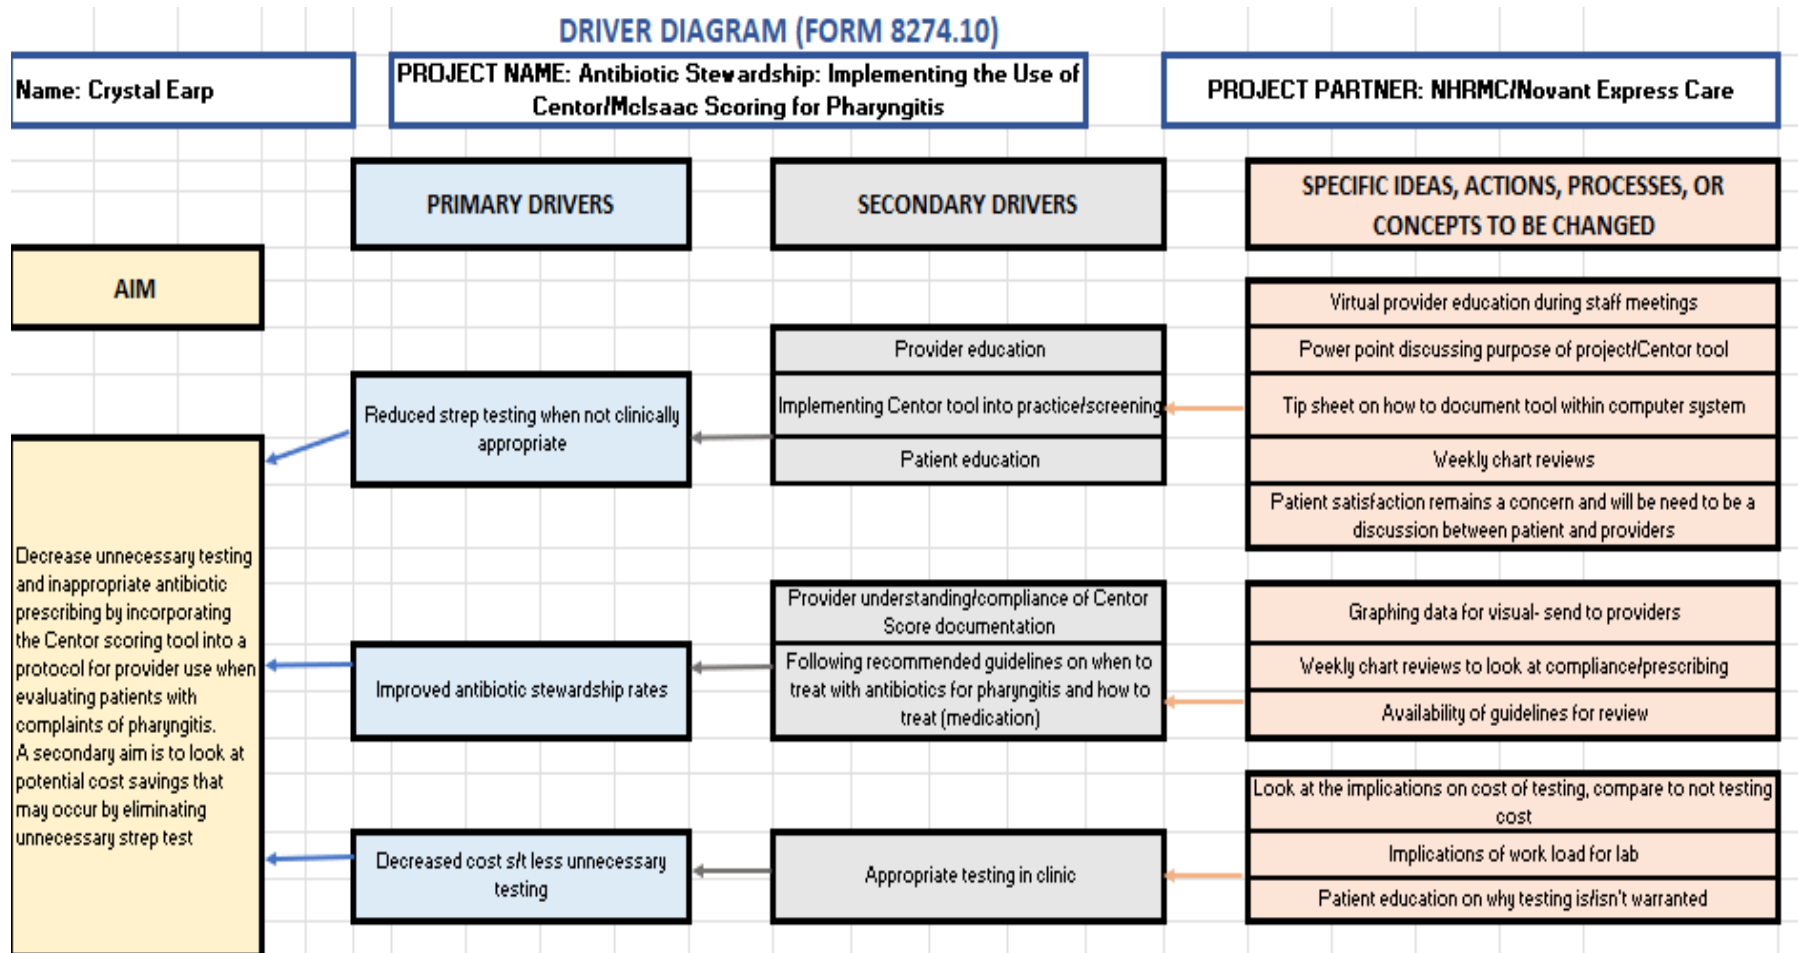 DRIVER DIAGRAM (FORM 8274.10)
Name: Crystal Earp
PROJECT NAME: Antibiotic Stewardship: Implementing the Use of
Centor/McIsaac Scoring for Pharyngitis
PROJECT PARTNER: NHRMC/Novant Express Care
PRIMARY DRIVERS
SECONDARY DRIVERS
SPECIFIC IDEAS, ACTIONS, PROCESSES, OR
CONCEPTS TO BE CHANGED
AIM
Decrease unnecessary testing
and inappropriate antibiotic
prescribing by incorporating
the Centor scoring tool into a
protocol for provider use when
evaluating patients with
complaints of pharyngitis.
A secondary aim is to look at
potential cost savings that
may occur by eliminating
unnecessary strep test
Reduced strep testing when not clinically
appropriate
Provider education
Implementing Centor tool into practice/screening
Patient education
Virtual provider education during staff meetings
Power point discussing purpose of project/Centor tool
Tip sheet on how to document tool within computer system
Weekly chart reviews
Patient satisfaction remains a concern and will be need to be a
discussion between patient and providers
Improved antibiotic stewardship rates
Provider understanding/compliance of Centor
Score documentation
Following recommended guidelines on when to
treat with antibiotics for pharyngitis and how to
treat (medication)
Graphing data for visual- send to providers
Weekly chart reviews to look at compliance/prescribing
Availability of guidelines for review
Decreased cost s/t less unnecessary
testing
Appropriate testing in clinic
Look at the implications on cost of testing, compare to not testing
cost
Implications of work load for lab
Patient education on why testing is/isn't warranted